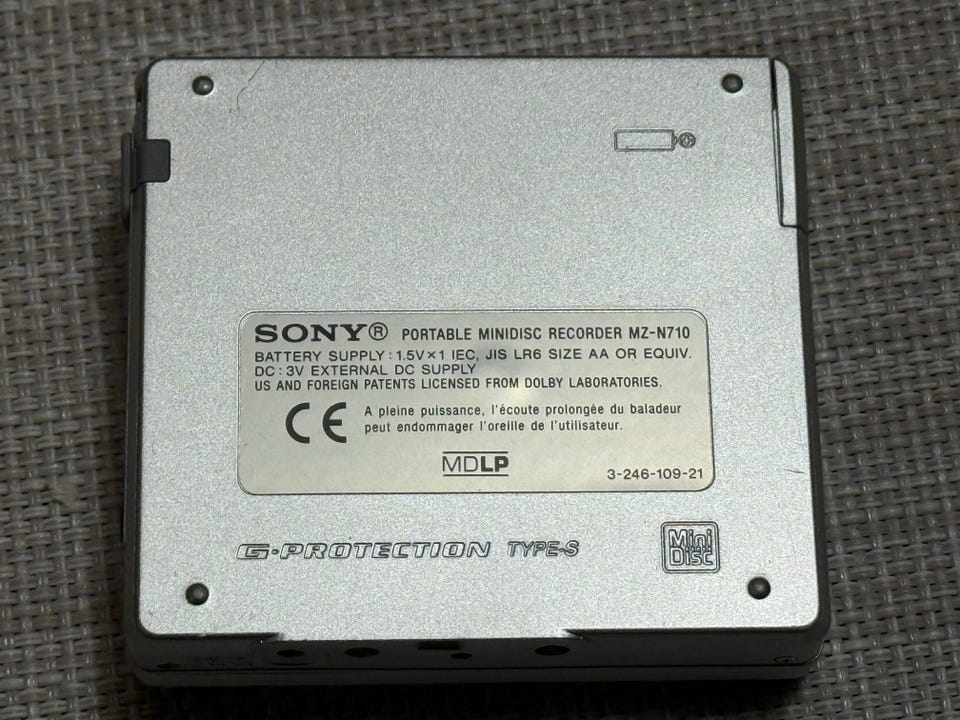 SONY® PORTABLE MINIDISC RECORDER MZ-N710
BATTERY SUPPLY : 1.5V×1 IEC, JIS LR6 SIZE AA OR EQUIV.
DC : 3V EXTERNAL DC SUPPLY
US AND FOREIGN PATENTS LICENSED FROM DOLBY LABORATORIES.
CE
A pleine puissance, l'écoute prolongée du baladeur
peut endommager l'oreille de l'utilisateur.
MDLP
3-246-109-21
G-PROTECTION TYPE-S
Mini
Disc